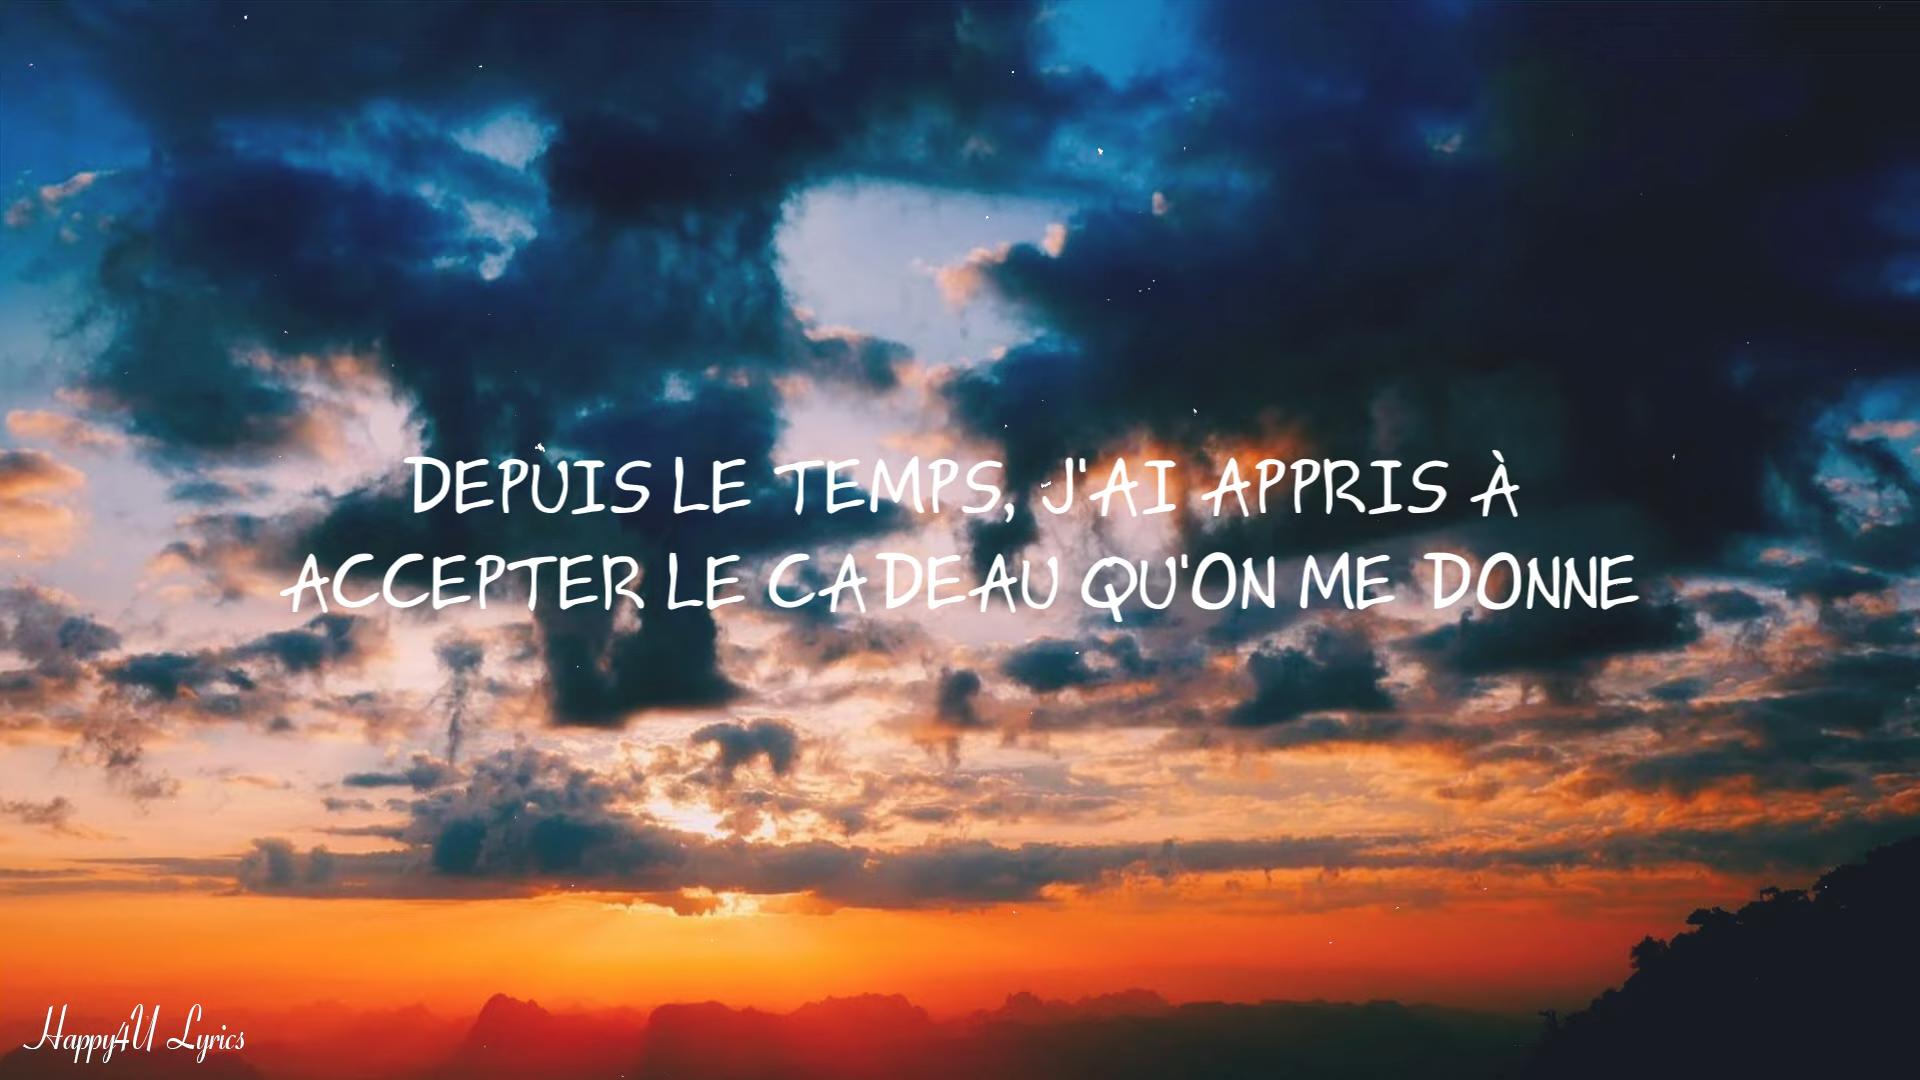 DEPUIS LE TEMPS, J'AI APPRIS À
ACCEPTER LE CADEAU QU'ON ME DONNE
Happy4U Lyrics